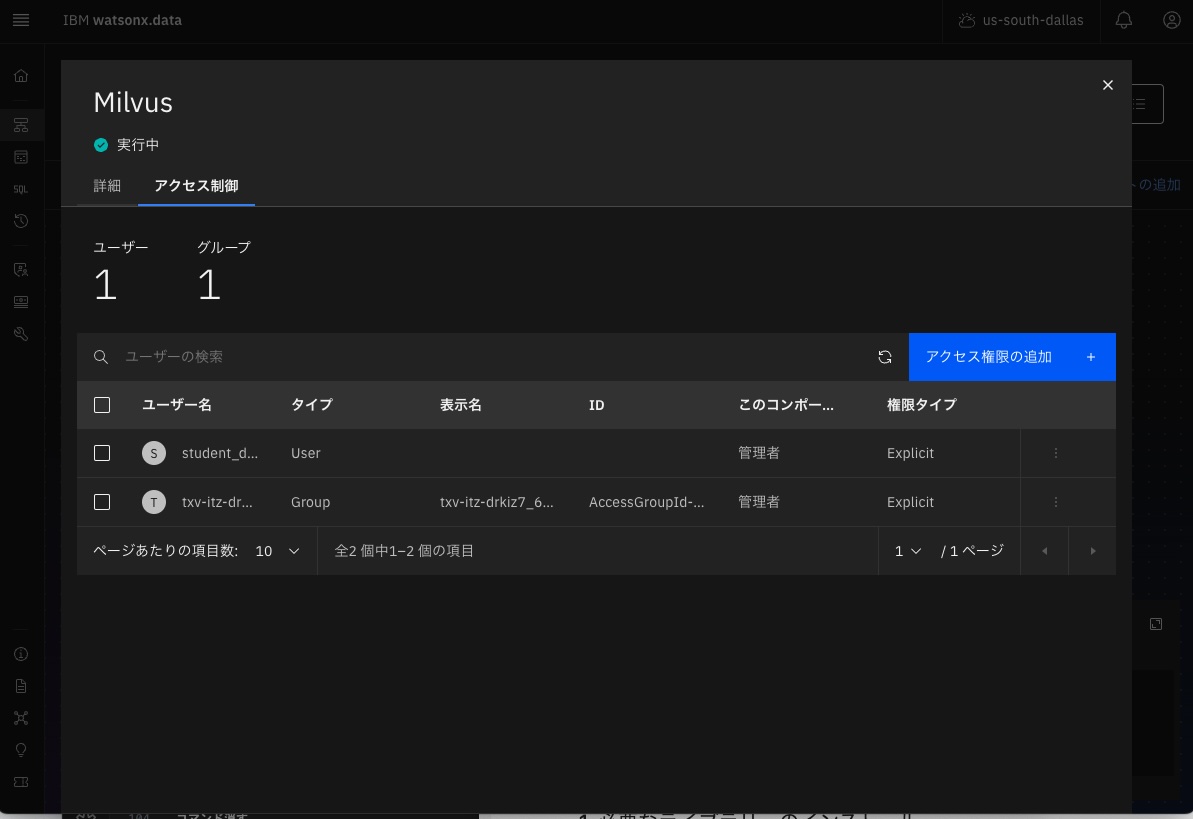 IBM watsonx.data
us-south-dallas
Milvus
実行中
詳細
アクセス制御
の追加
ユーザー
グループ
1
1
ユーザーの検索
アクセス権限の追加 +
ユーザー名 タイプ 表示名 ID このコンポー... 権限タイプ
S student_d... User 管理者 Explicit
T txv-itz-dr... Group txv-itz-drkiz7_6... AccessGroupId-... 管理者 Explicit
ページあたりの項目数: 10 全2 個中1–2 個の項目 1 / 1 ページ
SQL